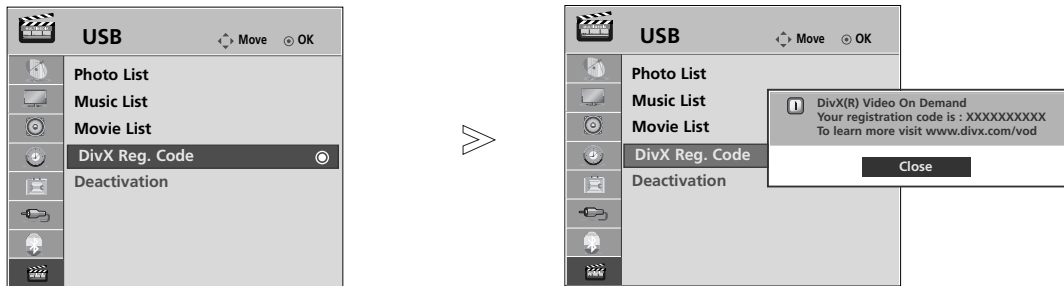 USB
Move OK
Photo List
Music List
Movie List
DivX Reg. Code
Deactivation
USB
Move OK
Photo List
Music List
Movie List
DivX Reg. Code
Deactivation
DivX(R) Video On Demand
Your registration code is : XXXXXXXXXX
To learn more visit www.divx.com/vod
Close